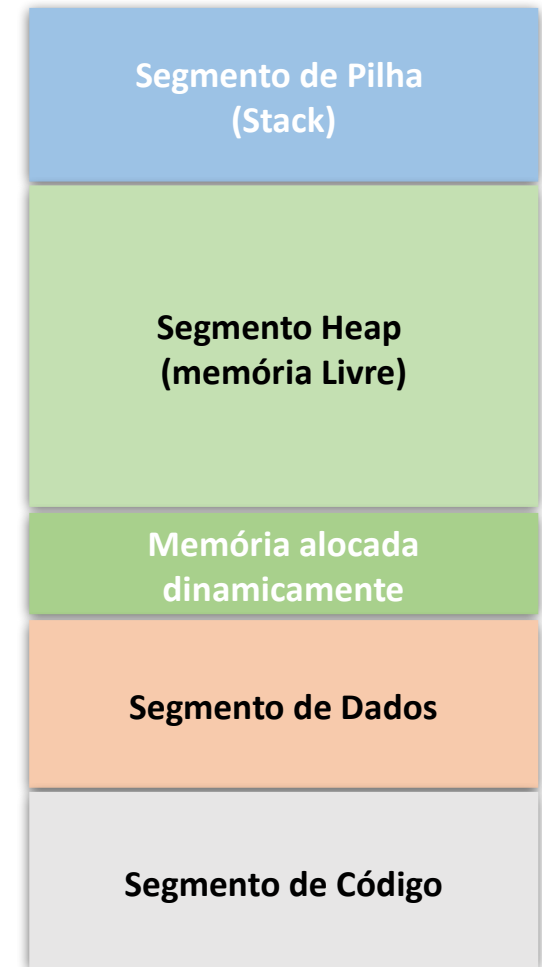 Segmento de Pilha
(Stack)
Segmento Heap
(memória Livre)
Memória alocada
dinamicamente
Segmento de Dados
Segmento de Código